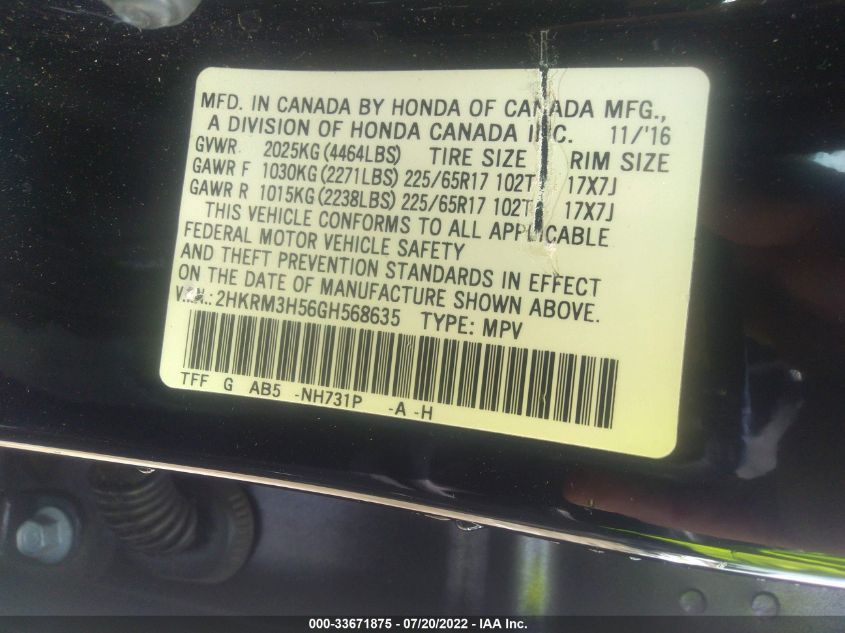 MFD. IN CANADA BY HONDA OF CANADA MFG.,
A DIVISION OF HONDA CANADA INC. 11/'16
GVWR 2025KG (4464LBS) TIRE SIZE RIM SIZE
GAWR F 1030KG (2271LBS) 225/65R17 102T 17X7J
GAWR R 1015KG (2238LBS) 225/65R17 102T 17X7J
THIS VEHICLE CONFORMS TO ALL APPLICABLE
FEDERAL MOTOR VEHICLE SAFETY
AND THEFT PREVENTION STANDARDS IN EFFECT
ON THE DATE OF MANUFACTURE SHOWN ABOVE.
V.I.N.: 2HKRM3H56GH568635 TYPE: MPV
TFF G AB5 -NH731P -A -H
000-33671875 / 07/20/2022 - IAA Inc.